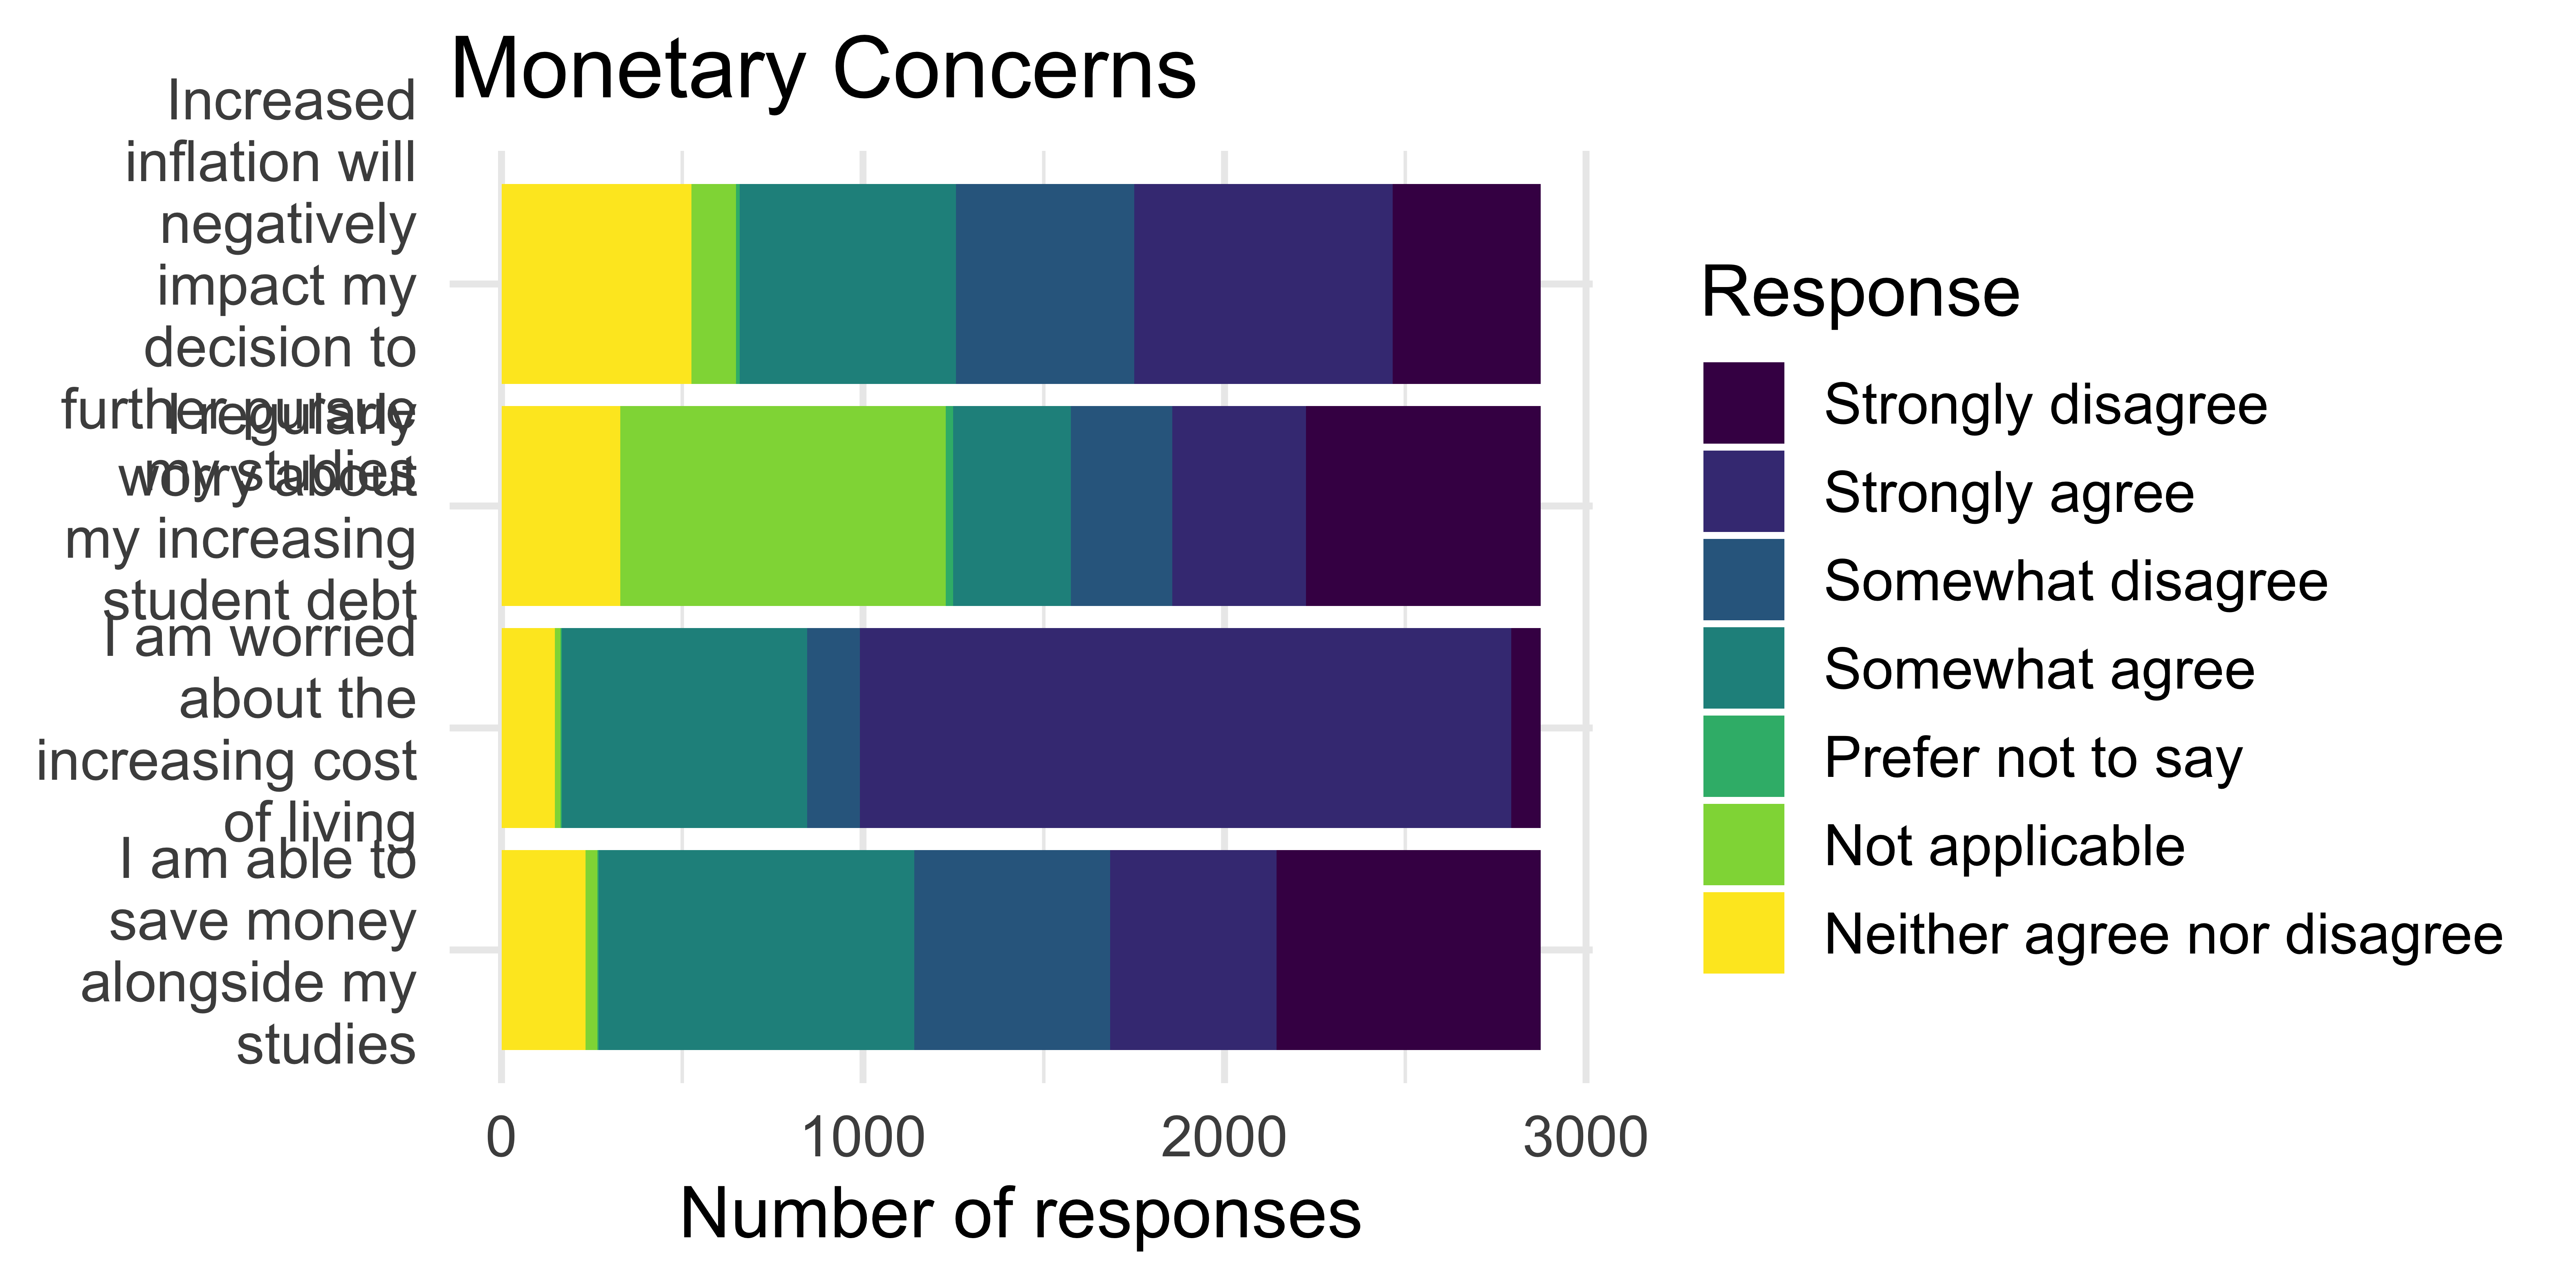 Monetary Concerns
Increased
inflation will
negatively
impact my
decision to
further pursue
my studies
I regularly
worry about
my increasing
student debt
I am worried
about the
increasing cost
of living
I am able to
save money
alongside my
studies
0 1000 2000 3000
Number of responses
Response
Strongly disagree
Strongly agree
Somewhat disagree
Somewhat agree
Prefer not to say
Not applicable
Neither agree nor disagree